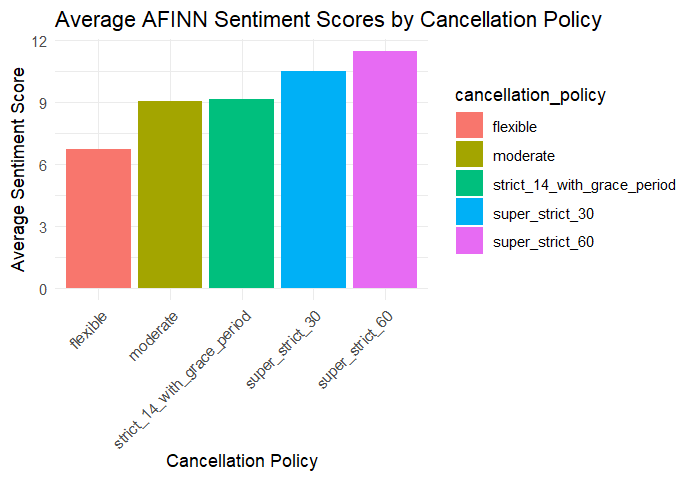 Average AFINN Sentiment Scores by Cancellation Policy
Average Sentiment Score
12
9
6
3
0
flexible
moderate
strict_14_with_grace_period
super_strict_30
super_strict_60
Cancellation Policy
cancellation_policy
flexible
moderate
strict_14_with_grace_period
super_strict_30
super_strict_60